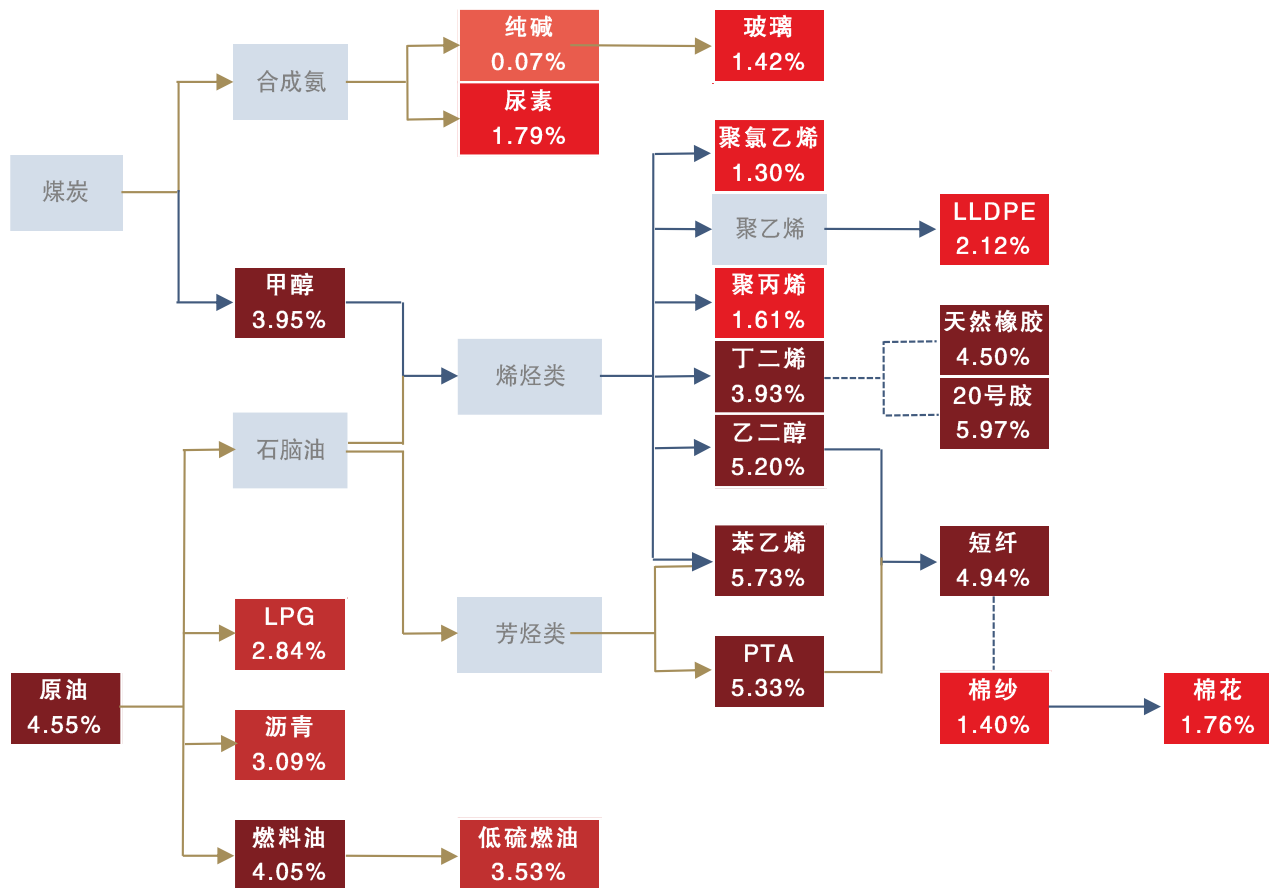 纯碱
0.07%
玻璃
1.42%
合成氨
尿素
1.79%
聚氯乙烯
1.30%
煤炭
聚乙烯
LLDPE
2.12%
甲醇
3.95%
聚丙烯
1.61%
天然橡胶
4.50%
烯烃类
丁二烯
3.93%
20号胶
5.97%
石脑油
乙二醇
5.20%
苯乙烯
5.73%
短纤
4.94%
LPG
2.84%
芳烃类
PTA
5.33%
原油
4.55%
棉纱
1.40%
棉花
1.76%
沥青
3.09%
燃料油
4.05%
低硫燃油
3.53%